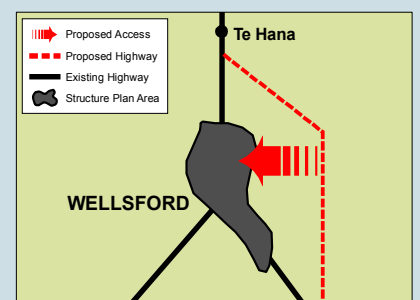 Proposed Access
Proposed Highway
Existing Highway
Structure Plan Area
Te Hana
WELLSFORD